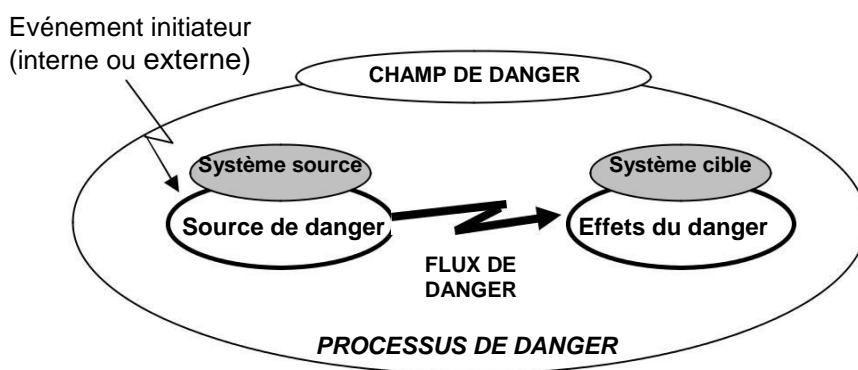 Evénement initiateur
(interne ou externe)
CHAMP DE DANGER
Système source
Système cible
Source de danger
Effets du danger
FLUX DE
DANGER
PROCESSUS DE DANGER